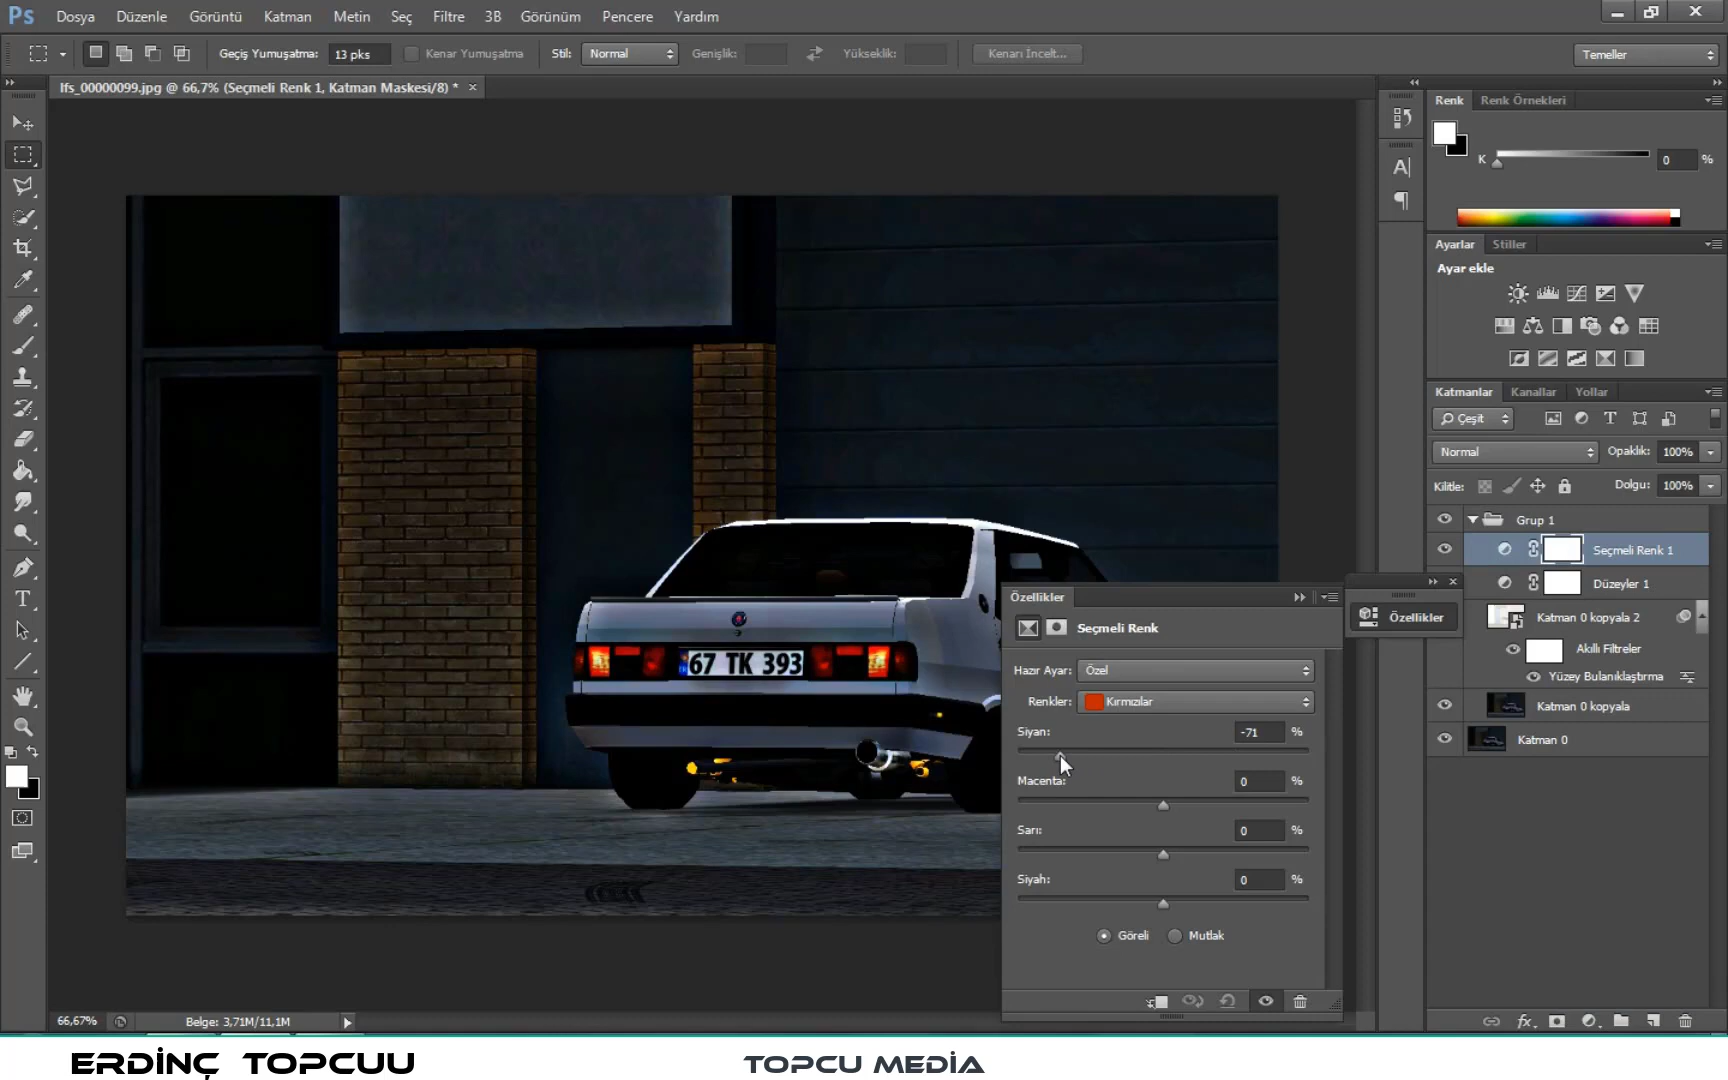 Ps Dosya Düzenle Görüntü Katman Metin Seç Filtre 3B Görünüm Pencere Yardım
Geçiş Yumuşatma: 13 pks Kenar Yumuşatma Stil: Normal Genişlik: Yükseklik: Kenarı İncelt... Temeller
lfs_00000099.jpg @ 66,7% (Seçmeli Renk 1, Katman Maskesi/8) *
Renk Renk Örnekleri
K 0 %
Ayarlar Stiller
Ayar ekle
Katmanlar Kanallar Yollar
Çeşit
Normal Opaklık: 100%
Kilitle: Dolgu: 100%
Grup 1
Seçmeli Renk 1
Düzeyler 1
Katman 0 kopyala 2
Akıllı Filtreler
Yüzey Bulanıklaştırma
Katman 0 kopyala
Katman 0
Özellikler
Özellikler
Seçmeli Renk
Hazır Ayar: Özel
Renkler: Kırmızılar
Siyan: -71 %
Macenta: 0 %
Sarı: 0 %
Siyah: 0 %
Göreli Mutlak
67 TK 393
66,67% Belge: 3,71M/11,1M
ERDİNÇ TOPCUU
TOPCU MEDİA